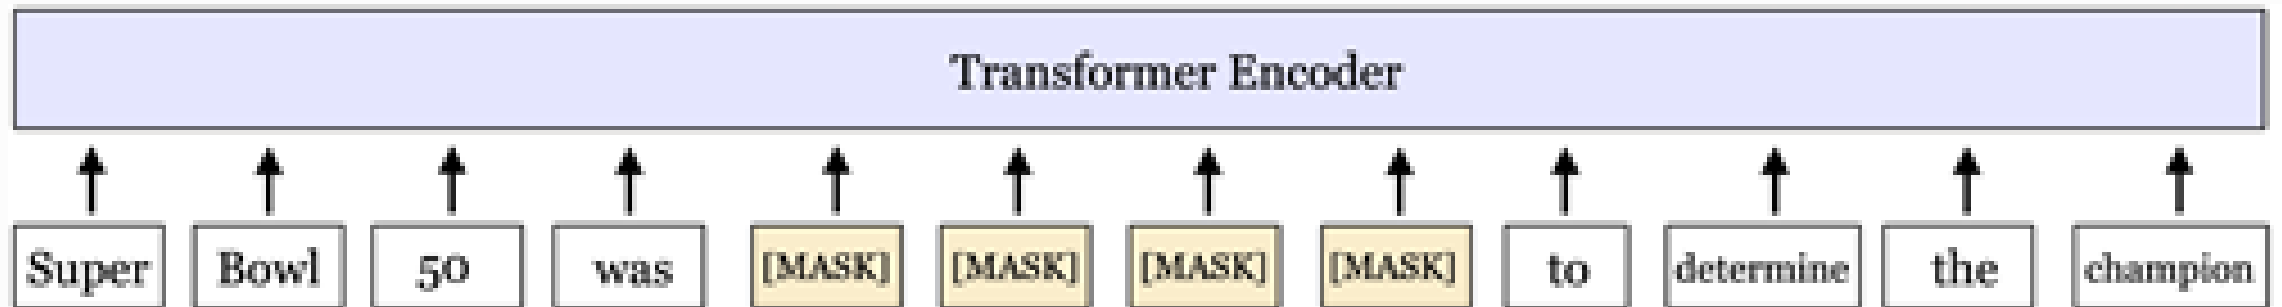 Transformer Encoder
Super Bowl 50 was [MASK] [MASK] [MASK] [MASK] to determine the champion